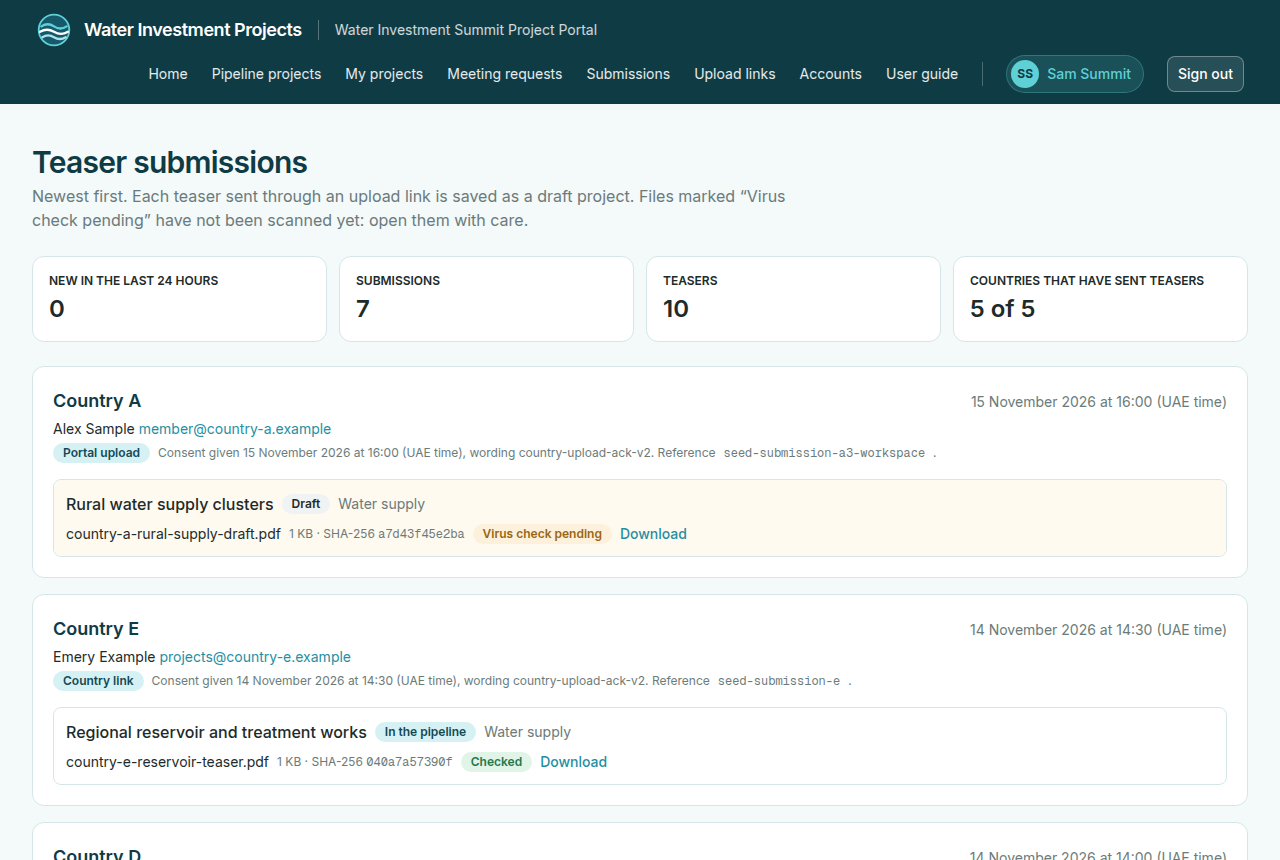 Water Investment Projects
Water Investment Summit Project Portal
Home
Pipeline projects
My projects
Meeting requests
Submissions
Upload links
Accounts
User guide
SS
Sam Summit
Sign out
Teaser submissions
Newest first. Each teaser sent through an upload link is saved as a draft project. Files marked “Virus
check pending” have not been scanned yet: open them with care.
NEW IN THE LAST 24 HOURS
0
SUBMISSIONS
7
TEASERS
10
COUNTRIES THAT HAVE SENT TEASERS
5 of 5
Country A
15 November 2026 at 16:00 (UAE time)
Alex Sample member@country-a.example
Portal upload Consent given 15 November 2026 at 16:00 (UAE time), wording country-upload-ack-v2. Reference seed-submission-a3-workspace .
Rural water supply clusters Draft Water supply
country-a-rural-supply-draft.pdf 1 KB · SHA-256 a7d43f45e2ba Virus check pending Download
Country E
14 November 2026 at 14:30 (UAE time)
Emery Example projects@country-e.example
Country link Consent given 14 November 2026 at 14:30 (UAE time), wording country-upload-ack-v2. Reference seed-submission-e .
Regional reservoir and treatment works In the pipeline Water supply
country-e-reservoir-teaser.pdf 1 KB · SHA-256 040a7a57390f Checked Download
Country D
14 November 2026 at 14:00 (UAE time)